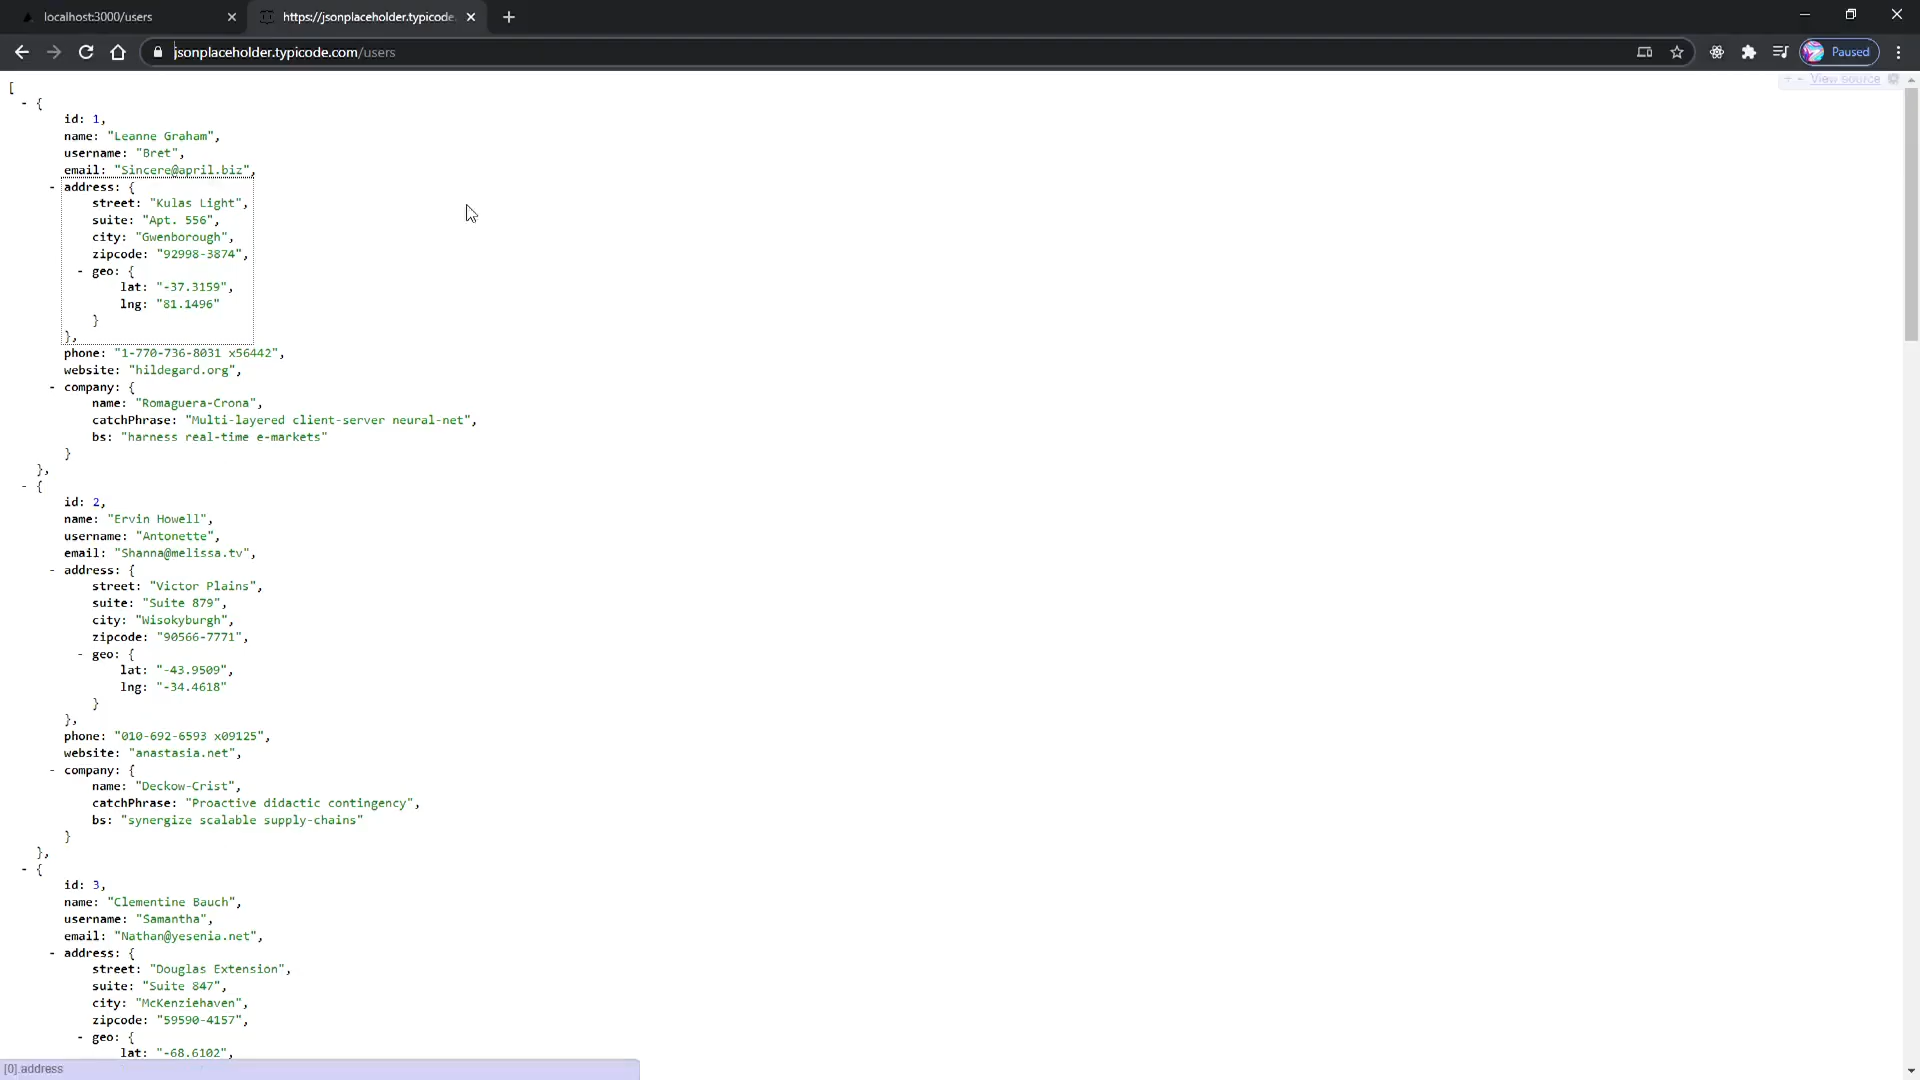 localhost:3000/users
https://jsonplaceholder.typicode.
jsonplaceholder.typicode.com/users
Paused
+ - View source
[
- {
id: 1,
name: "Leanne Graham",
username: "Bret",
email: "Sincere@april.biz",
- address: {
street: "Kulas Light",
suite: "Apt. 556",
city: "Gwenborough",
zipcode: "92998-3874",
- geo: {
lat: "-37.3159",
lng: "81.1496"
}
},
phone: "1-770-736-8031 x56442",
website: "hildegard.org",
- company: {
name: "Romaguera-Crona",
catchPhrase: "Multi-layered client-server neural-net",
bs: "harness real-time e-markets"
}
},
- {
id: 2,
name: "Ervin Howell",
username: "Antonette",
email: "Shanna@melissa.tv",
- address: {
street: "Victor Plains",
suite: "Suite 879",
city: "Wisokyburgh",
zipcode: "90566-7771",
- geo: {
lat: "-43.9509",
lng: "-34.4618"
}
},
phone: "010-692-6593 x09125",
website: "anastasia.net",
- company: {
name: "Deckow-Crist",
catchPhrase: "Proactive didactic contingency",
bs: "synergize scalable supply-chains"
}
},
- {
id: 3,
name: "Clementine Bauch",
username: "Samantha",
email: "Nathan@yesenia.net",
- address: {
street: "Douglas Extension",
suite: "Suite 847",
city: "McKenziehaven",
zipcode: "59590-4157",
- geo: {
lat: "-68.6102",
[0].address